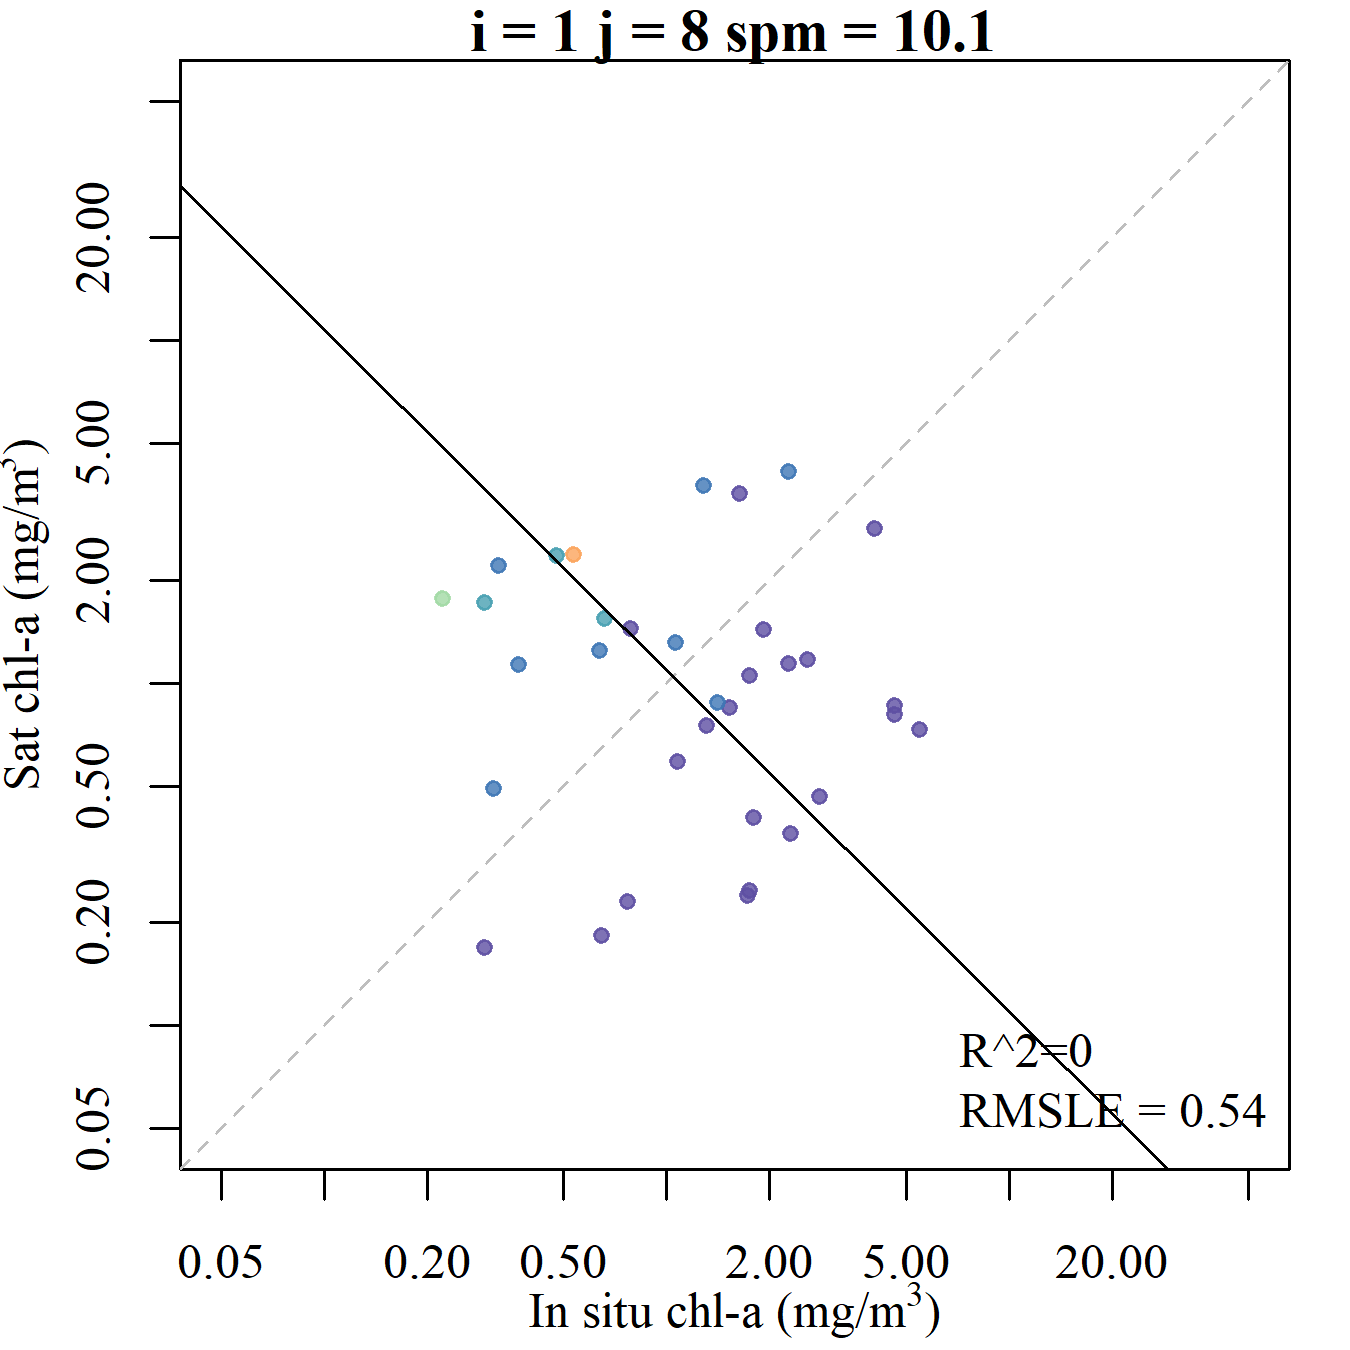 i = 1 j = 8 spm = 10.1
Sat chl-a (mg/m³)
20.00
5.00
2.00
0.50
0.20
0.05
R^2=0
RMSLE = 0.54
0.05 0.20 0.50 2.00 5.00 20.00
In situ chl-a (mg/m³)